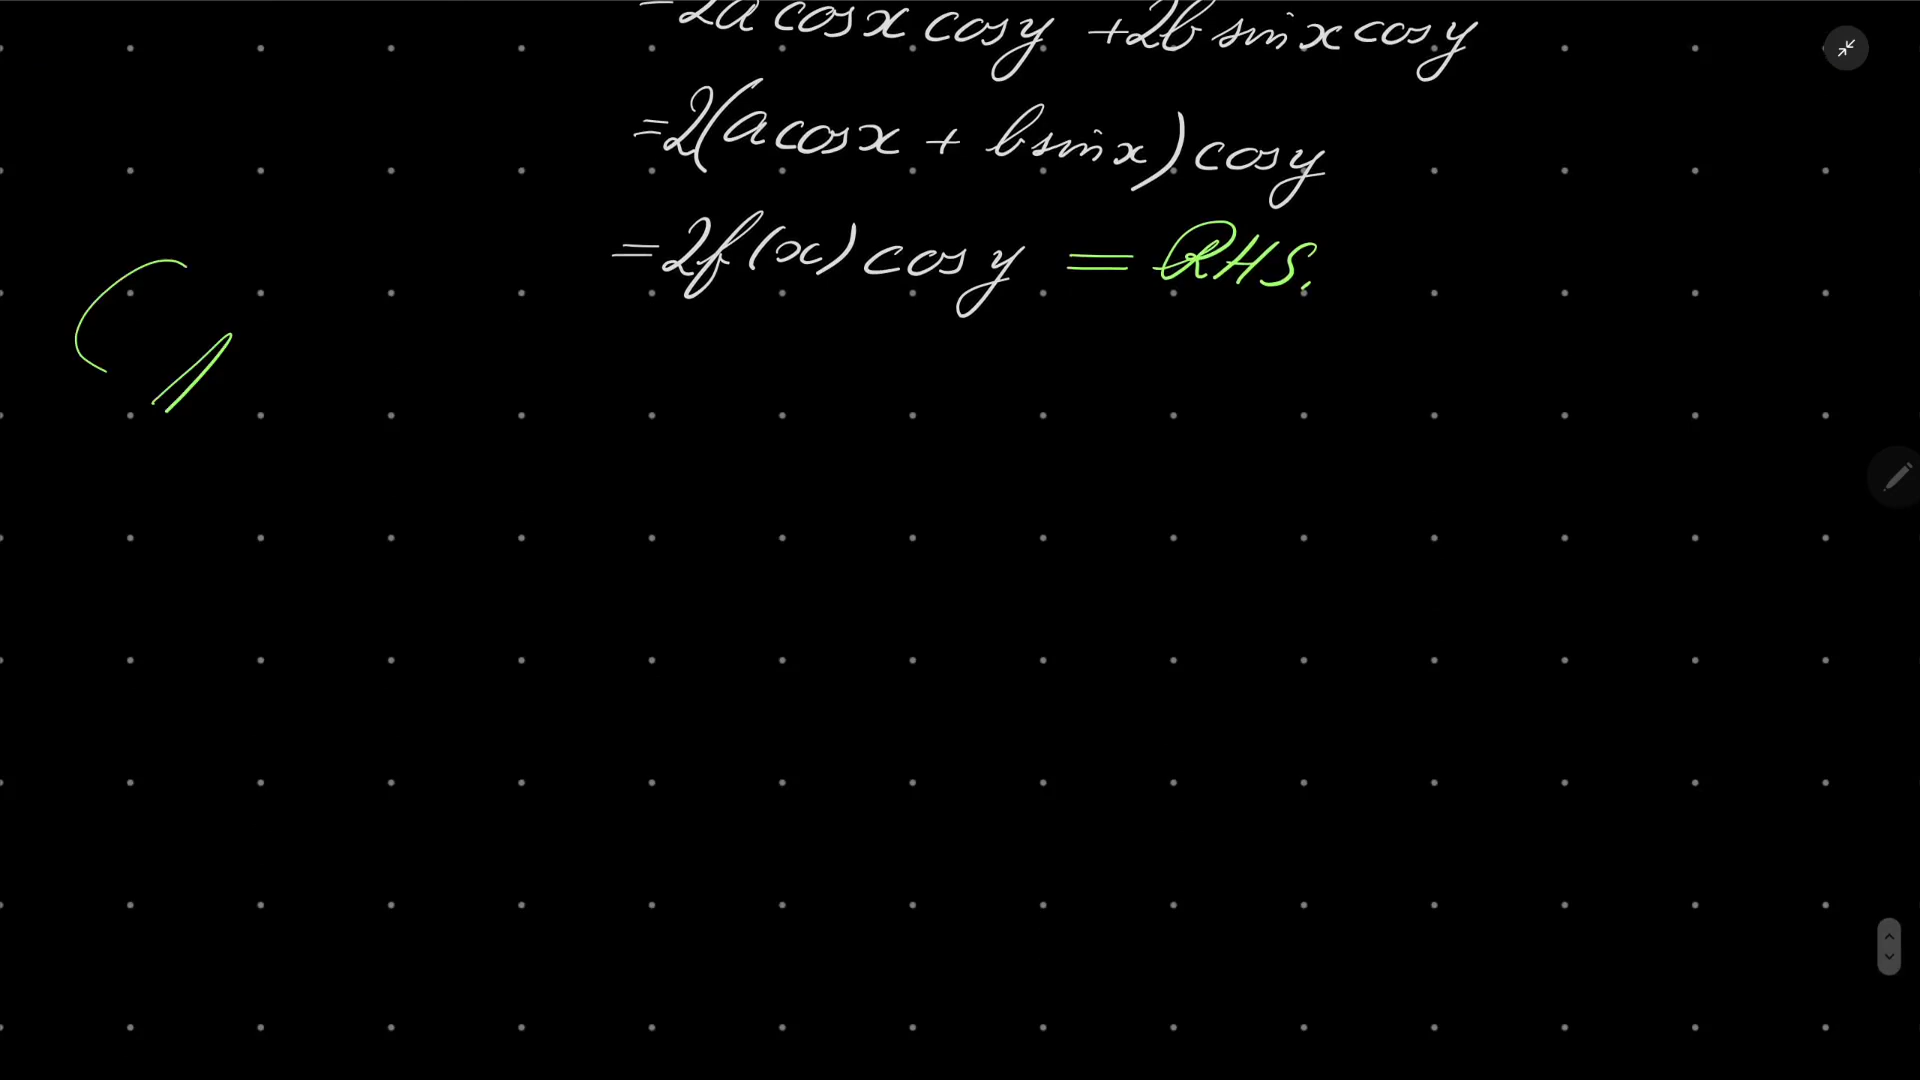 =2a cos x cos y +2b sin x cos y
=2(a cos x + b sin x) cos y
=2f(x) cos y = RHS.